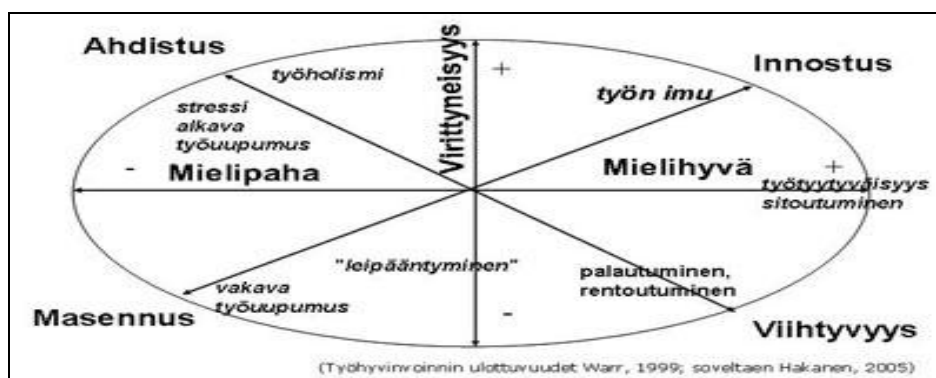 Ahdistus
Virittyneisyys
+
Innostus
työholismi
työn imu
stressi
alkava
työuupumus
-
Mielipaha
Mielihyvä
+
työtyytyväisyys
sitoutuminen
"leipääntyminen"
palautuminen,
rentoutuminen
vakava
työuupumus
Masennus
-
Viihtyvyys
(Työhyvinvoinnin ulottuvuudet Warr, 1999; soveltaen Hakanen, 2005)